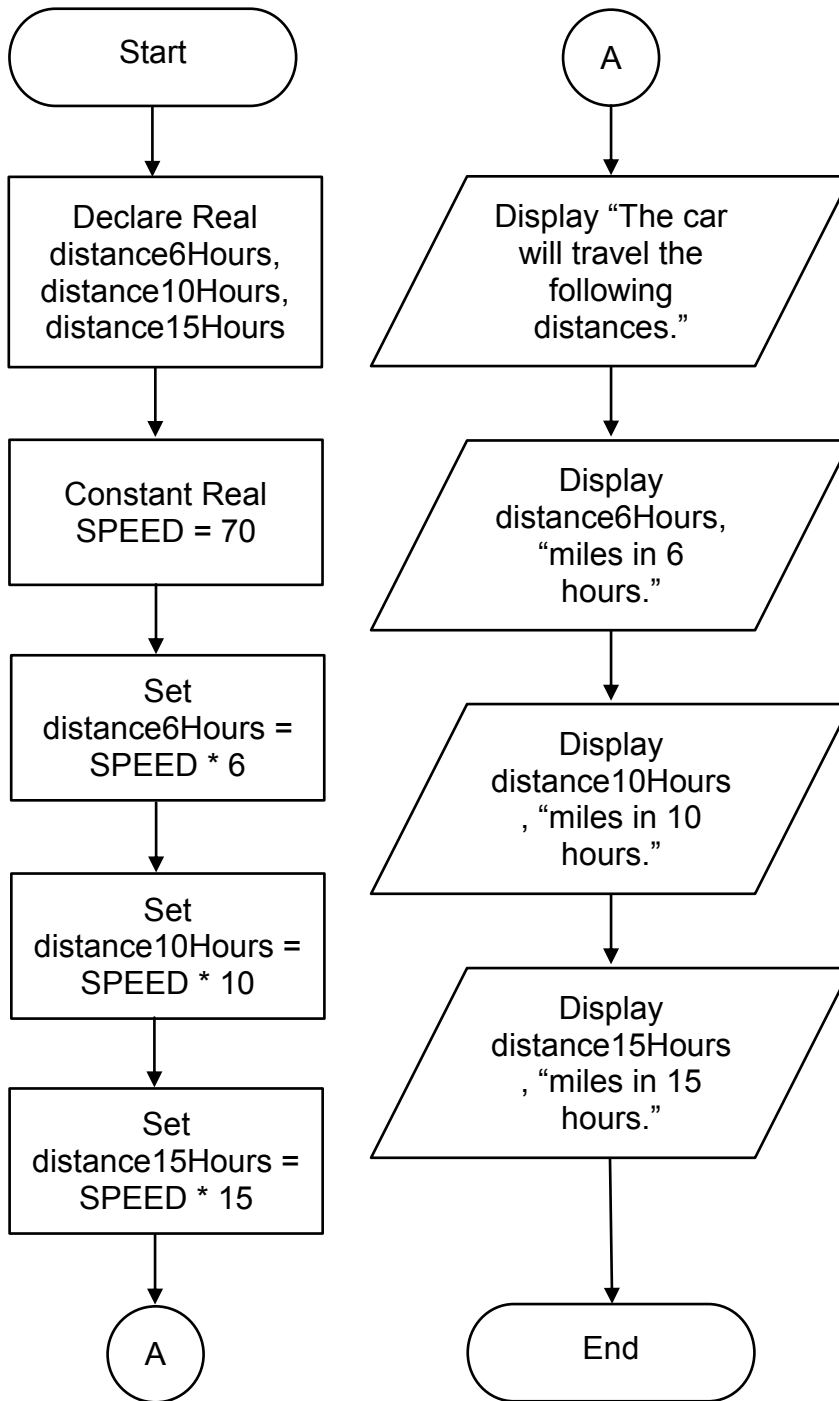 Start
Declare Real
distance6Hours,
distance10Hours,
distance15Hours
Constant Real
SPEED = 70
Set
distance6Hours =
SPEED * 6
Set
distance10Hours =
SPEED * 10
Set
distance15Hours =
SPEED * 15
A
A
Display “The car
will travel the
following
distances.”
Display
distance6Hours,
“miles in 6
hours.”
Display
distance10Hours
, “miles in 10
hours.”
Display
distance15Hours
, “miles in 15
hours.”
End